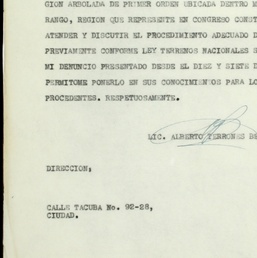 GION ARBOLADA DE PRIMER ORDEN UBICADA DENTRO
RANGO, REGION QUE REPRESENTE EN CONGRESO CONST
ATENDER Y DISCUTIR EL PROCEDIMIENTO ADECUADO D
PREVIAMENTE CONFORME LEY TERRENOS NACIONALES S
MI DENUNCIO PRESENTADO DESDE EL DIEZ Y SIETE D
PERMITOME PONERLO EN SUS CONOCIMIENTOS PARA LO
PROCEDENTES. RESPETUOSAMENTE.
LIC. ALBERTO TERRONES BE
DIRECCION;
CALLE TACUBA No. 92-28,
CIUDAD.